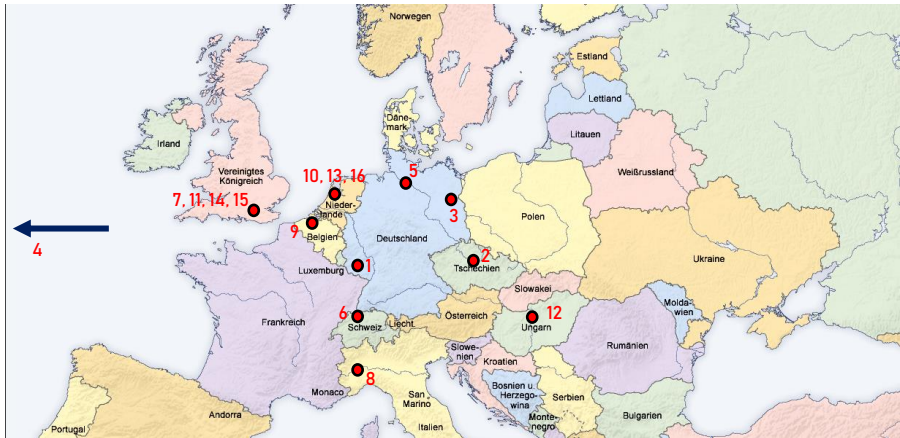 Norwegen
Estland
Lettland
Däne-
mark
Litauen
Irland
Vereinigtes
Königreich
Weißrussland
10, 13, 16
5
7, 11, 14, 15
Nieder-
lande
3
Polen
9
Belgien
Deutschland
4
2
Tschechien
Ukraine
Luxemburg
1
Slowakei
Molda-
wien
6
12
Frankreich
Schweiz
Liecht.
Österreich
Ungarn
Rumänien
Slowe-
nien
Kroatien
8
Monaco
San
Marino
Bosnien u.
Herzego-
wina
Serbien
Andorra
Monte-
negro
Bulgarien
Portugal
Italien